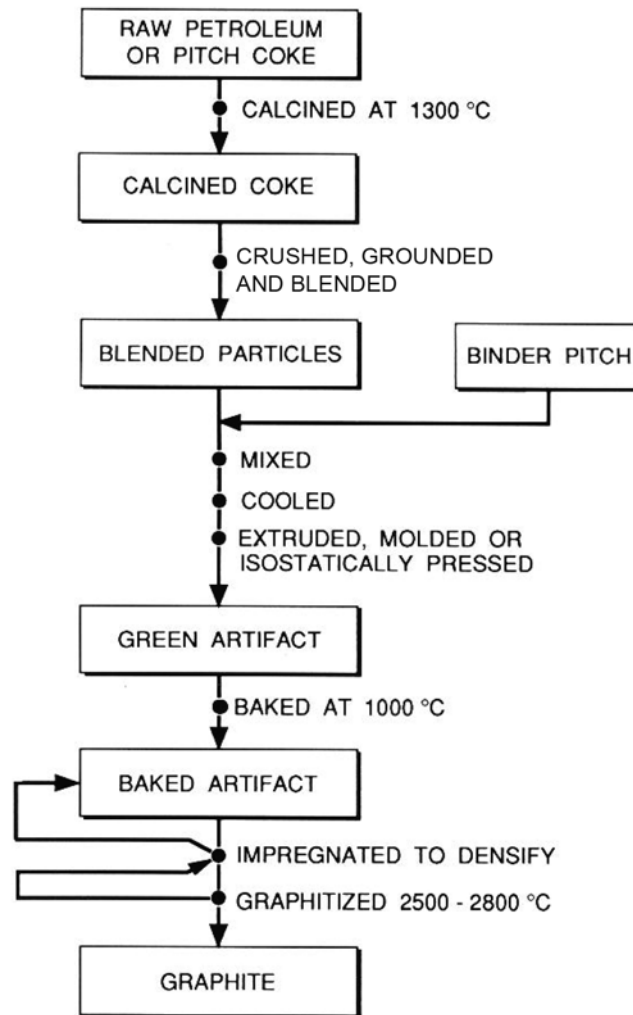 RAW PETROLEUM
OR PITCH COKE
CALCINED AT 1300 °C
CALCINED COKE
CRUSHED, GROUNDED
AND BLENDED
BLENDED PARTICLES
BINDER PITCH
MIXED
COOLED
EXTRUDED, MOLDED OR
ISOSTATICALLY PRESSED
GREEN ARTIFACT
BAKED AT 1000 °C
BAKED ARTIFACT
IMPREGNATED TO DENSIFY
GRAPHITIZED 2500 - 2800 °C
GRAPHITE